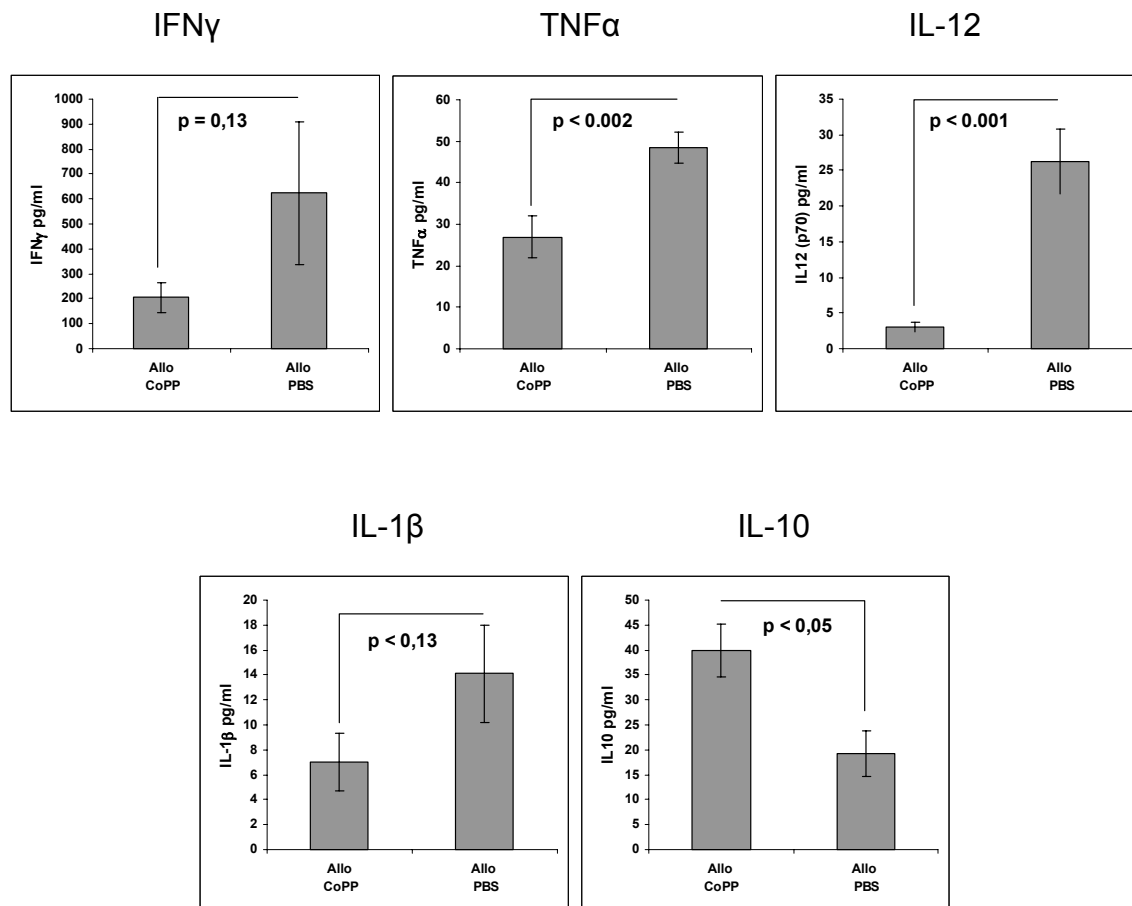 IFNγ
TNFα
IL-12
IFNγ pg/ml
1000
900
800
700
600
500
400
300
200
100
0
p = 0,13
Allo
CoPP
Allo
PBS
TNFα pg/ml
60
50
40
30
20
10
0
p < 0.002
Allo
CoPP
Allo
PBS
IL12 (p70) pg/ml
35
30
25
20
15
10
5
0
p < 0.001
Allo
CoPP
Allo
PBS
IL-1β
IL-10
IL-1β pg/ml
20
18
16
14
12
10
8
6
4
2
0
p < 0,13
Allo
CoPP
Allo
PBS
IL10 pg/ml
50
45
40
35
30
25
20
15
10
5
0
p < 0,05
Allo
CoPP
Allo
PBS